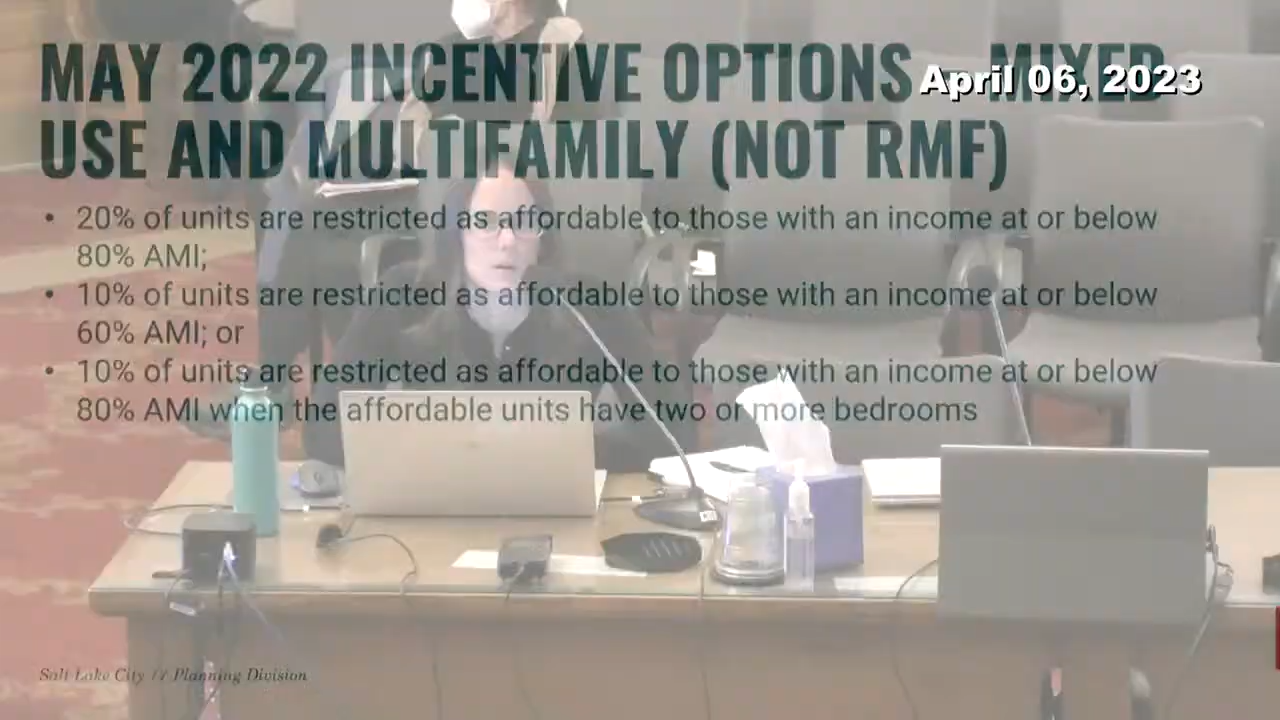 MAY 2022 INCENTIVE OPTIONS – MIXED
April 06, 2023
USE AND MULTIFAMILY (NOT RMF)
• 20% of units are restricted as affordable to those with an income at or below
80% AMI;
• 10% of units are restricted as affordable to those with an income at or below
60% AMI; or
• 10% of units are restricted as affordable to those with an income at or below
80% AMI when the affordable units have two or more bedrooms
Salt Lake City // Planning Division